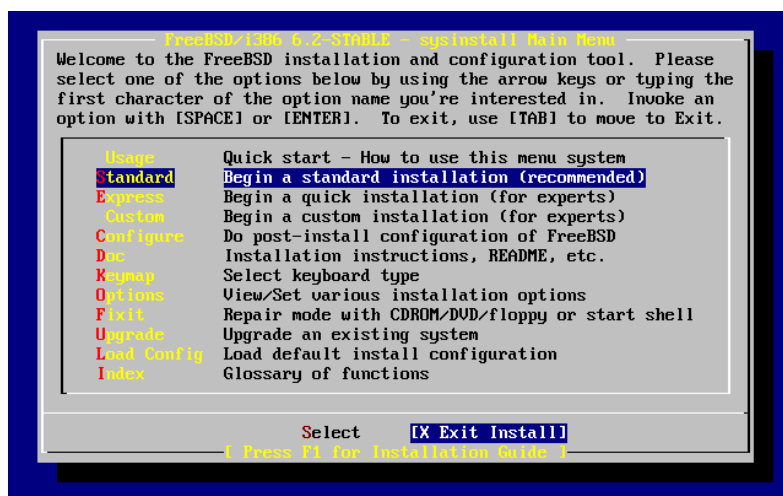 FreeBSD/i386 6.2-STABLE - sysinstall Main Menu
Welcome to the FreeBSD installation and configuration tool.  Please
select one of the options below by using the arrow keys or typing the
first character of the option name you're interested in.  Invoke an
option with [SPACE] or [ENTER].  To exit, use [TAB] to move to Exit.
Usage Quick start - How to use this menu system
Standard Begin a standard installation (recommended)
Express Begin a quick installation (for experts)
Custom Begin a custom installation (for experts)
Configure Do post-install configuration of FreeBSD
Doc Installation instructions, README, etc.
Keymap Select keyboard type
Options View/Set various installation options
Fixit Repair mode with CDROM/DVD/floppy or start shell
Upgrade Upgrade an existing system
Load Config Load default install configuration
Index Glossary of functions
Select [X Exit Install]
[ Press F1 for Installation Guide ]